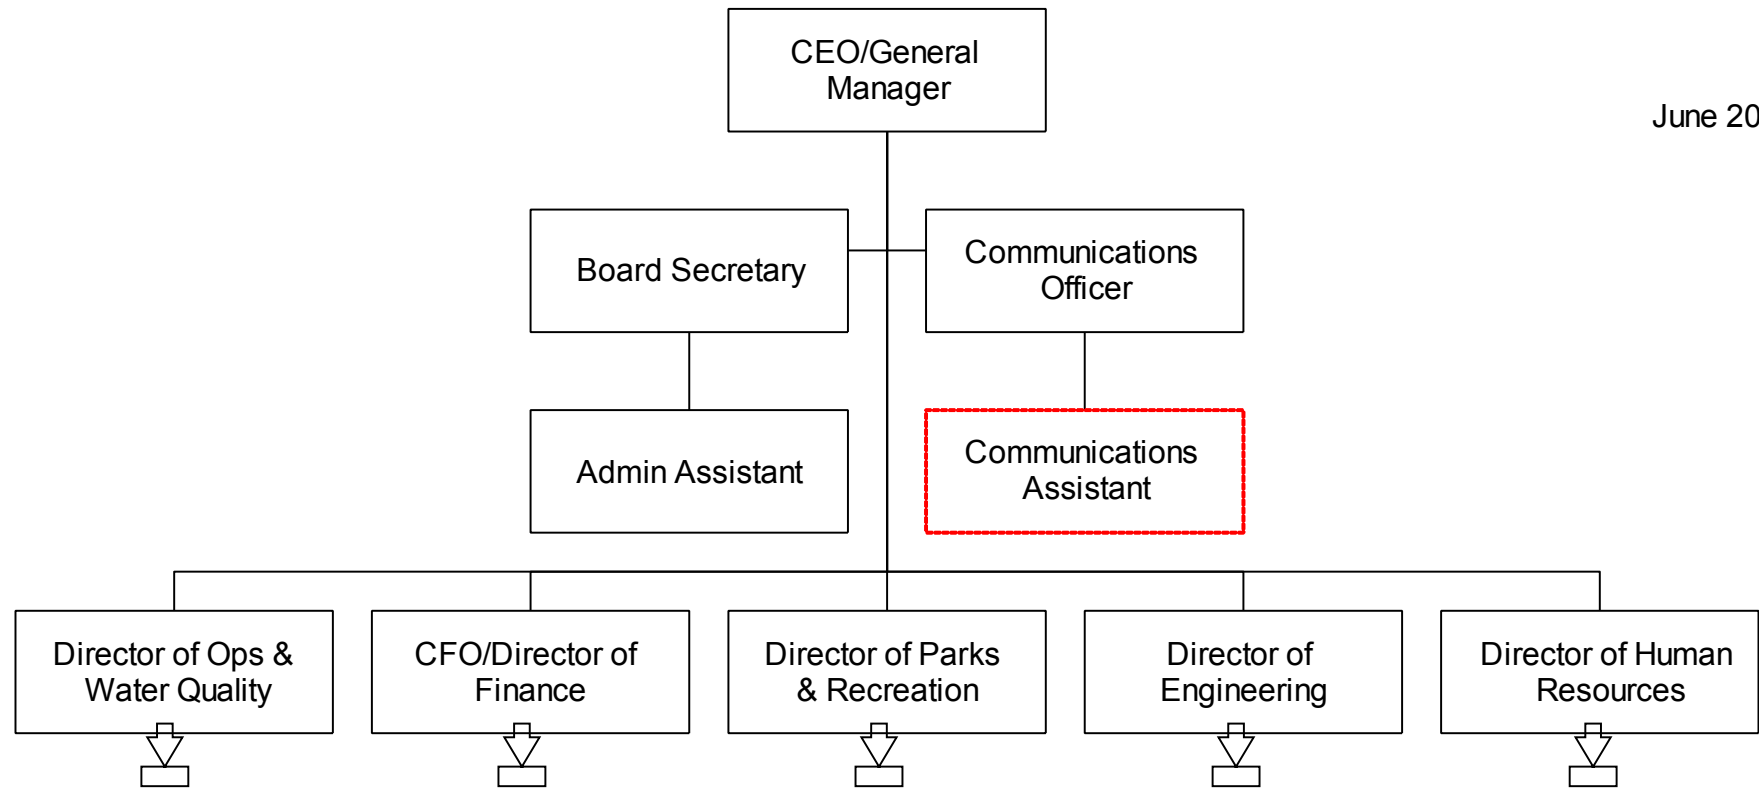 CEO/General
Manager
June 20
Board Secretary
Communications
Officer
Admin Assistant
Communications
Assistant
Director of Ops &
Water Quality
CFO/Director of
Finance
Director of Parks
& Recreation
Director of
Engineering
Director of Human
Resources